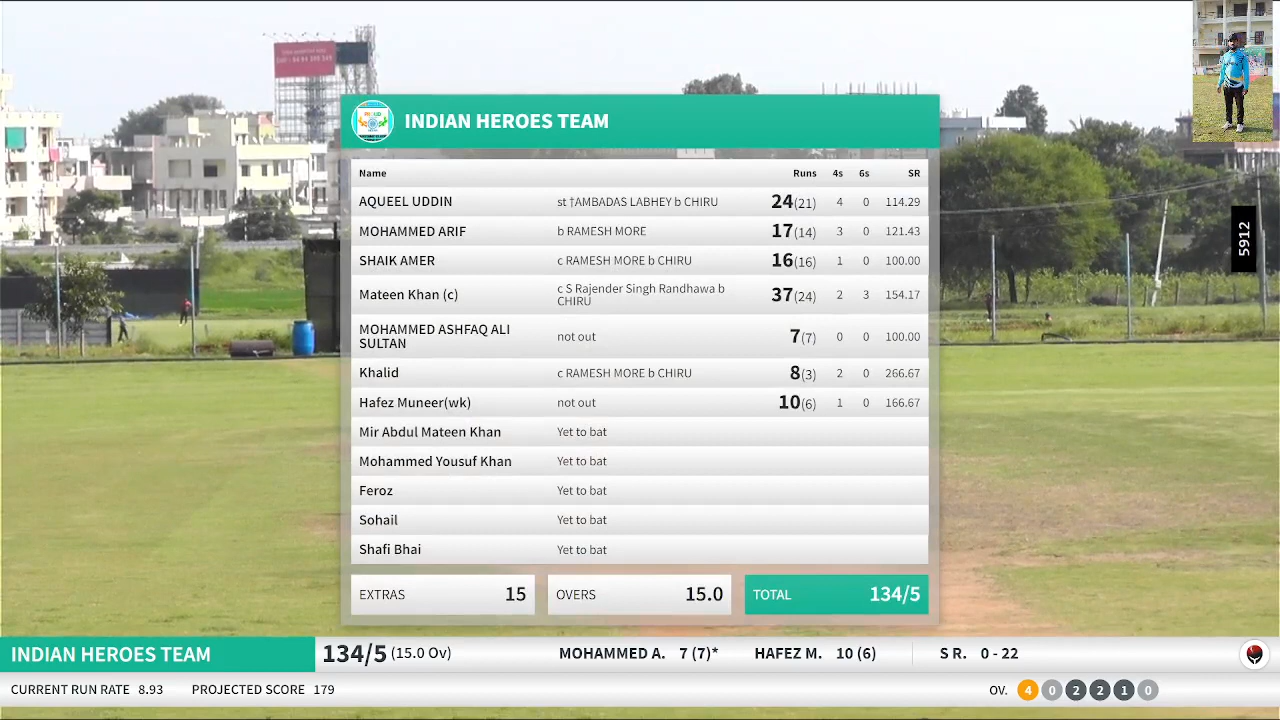 INDIAN HEROES TEAM
Name Runs 4s 6s SR
AQUEEL UDDIN st †AMBADAS LABHEY b CHIRU 24(21) 4 0 114.29
MOHAMMED ARIF b RAMESH MORE 17(14) 3 0 121.43
SHAIK AMER c RAMESH MORE b CHIRU 16(16) 1 0 100.00
Mateen Khan (c) c S Rajender Singh Randhawa b
CHIRU 37(24) 2 3 154.17
MOHAMMED ASHFAQ ALI
SULTAN not out 7(7) 0 0 100.00
Khalid c RAMESH MORE b CHIRU 8(3) 2 0 266.67
Hafez Muneer(wk) not out 10(6) 1 0 166.67
Mir Abdul Mateen Khan Yet to bat
Mohammed Yousuf Khan Yet to bat
Feroz Yet to bat
Sohail Yet to bat
Shafi Bhai Yet to bat
EXTRAS 15 OVERS 15.0 TOTAL 134/5
5912
INDIAN HEROES TEAM 134/5 (15.0 Ov) MOHAMMED A. 7 (7)* HAFEZ M. 10 (6) S R. 0 - 22
CURRENT RUN RATE 8.93 PROJECTED SCORE 179 OV. 4 0 2 2 1 0